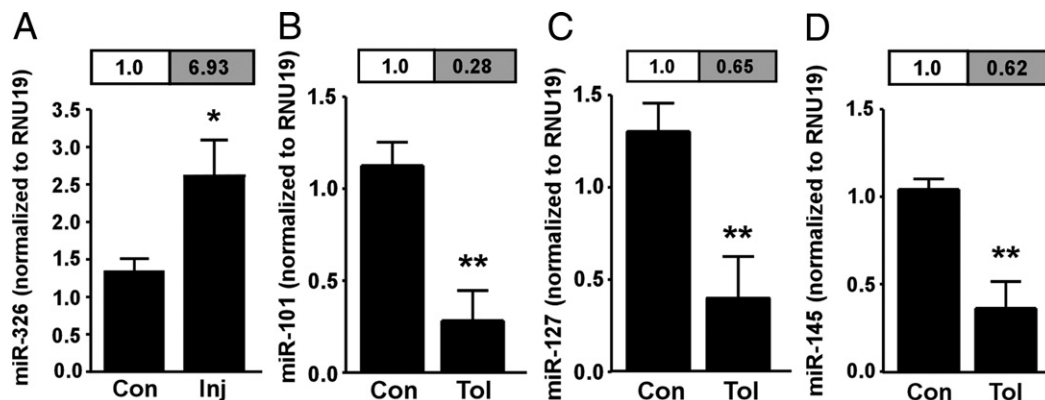 A
1.0 6.93
miR-326 (normalized to RNU19)
3.5
3.0
2.5
2.0
1.5
1.0
0.5
0.0
*
Con Inj
B
1.0 0.28
miR-101 (normalized to RNU19)
1.5
1.0
0.5
0.0
**
Con Tol
C
1.0 0.65
miR-127 (normalized to RNU19)
1.5
1.0
0.5
0.0
**
Con Tol
D
1.0 0.62
miR-145 (normalized to RNU19)
1.5
1.0
0.5
0.0
**
Con Tol